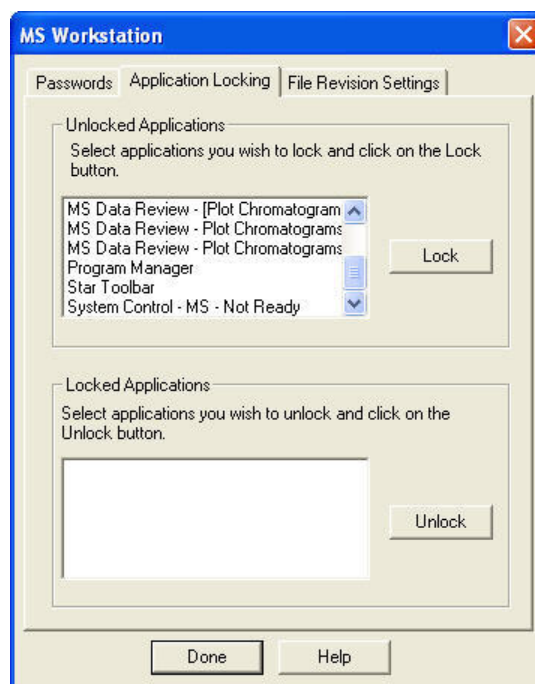 MS Workstation
Passwords Application Locking File Revision Settings
Unlocked Applications
Select applications you wish to lock and click on the Lock
button.
MS Data Review - [Plot Chromatogram
MS Data Review - Plot Chromatograms
MS Data Review - Plot Chromatograms
Program Manager
Star Toolbar
System Control - MS - Not Ready
Lock
Locked Applications
Select applications you wish to unlock and click on the
Unlock button.
Unlock
Done Help